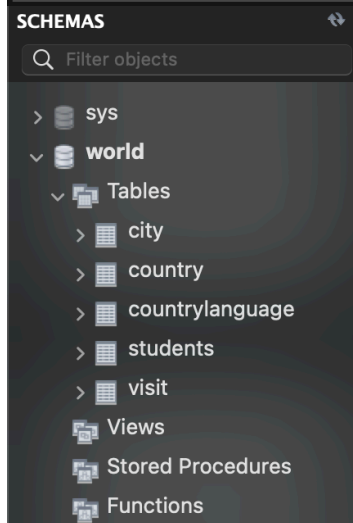 SCHEMAS
Filter objects
sys
world
Tables
city
country
countrylanguage
students
visit
Views
Stored Procedures
Functions